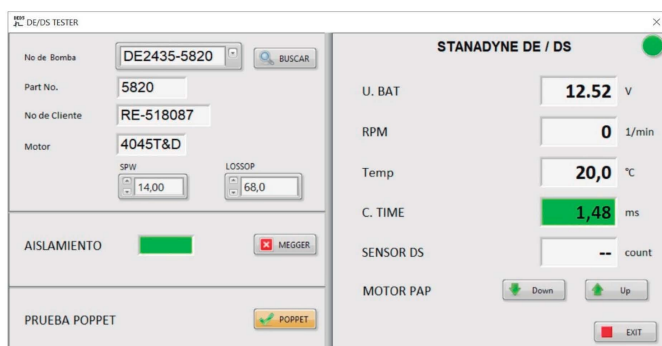 DE/DS TESTER
No de Bomba DE2435-5820 BUSCAR
Part No. 5820
No de Cliente RE-518087
Motor 4045T&D
SPW LOSSOP
14,00 68,0
AISLAMIENTO MEGGER
PRUEBA POPPET POPPET
STANADYNE DE / DS
U. BAT 12.52 V
RPM 0 1/min
Temp 20,0 °C
C. TIME 1,48 ms
SENSOR DS -- count
MOTOR PAP Down Up
EXIT